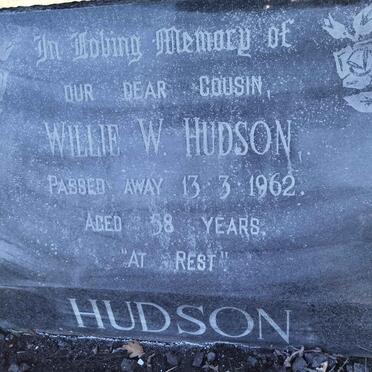 In Loving Memory of
OUR DEAR COUSIN,
WILLIE W. HUDSON,
PASSED AWAY 13 3 1962.
AGED 58 YEARS.
"AT REST"
HUDSON